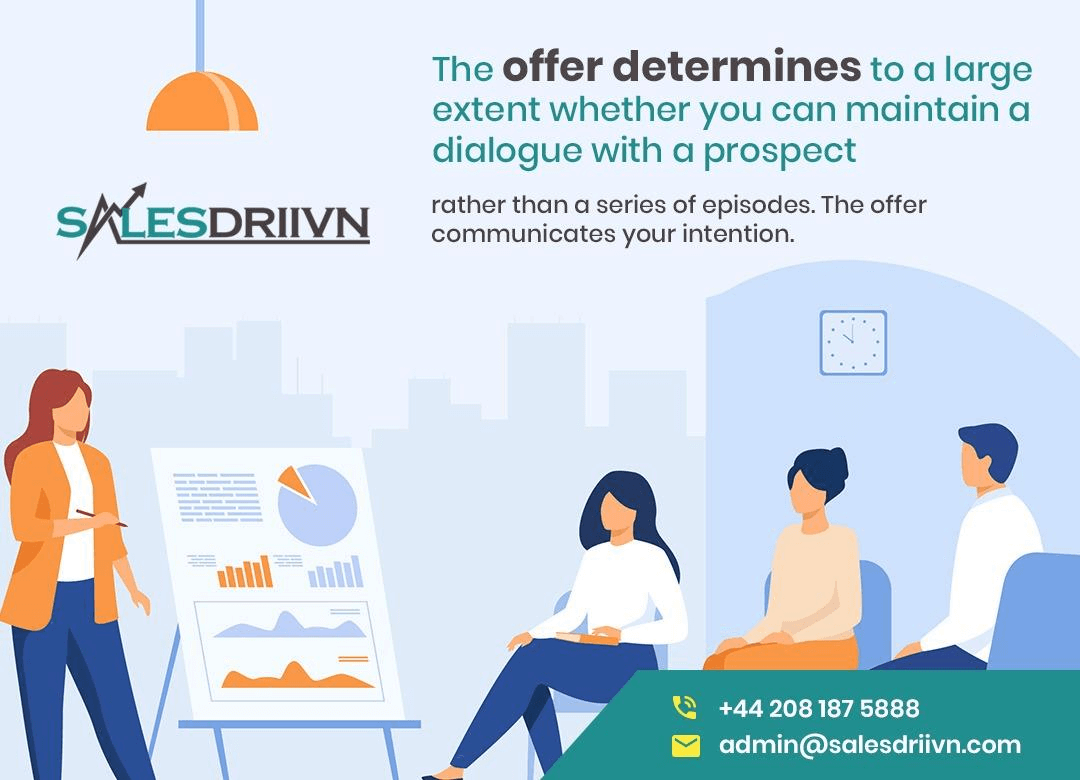 The offer determines to a large
extent whether you can maintain a
dialogue with a prospect
SALESDRIIVN
rather than a series of episodes. The offer
communicates your intention.
+44 208 187 5888
admin@salesdriivn.com